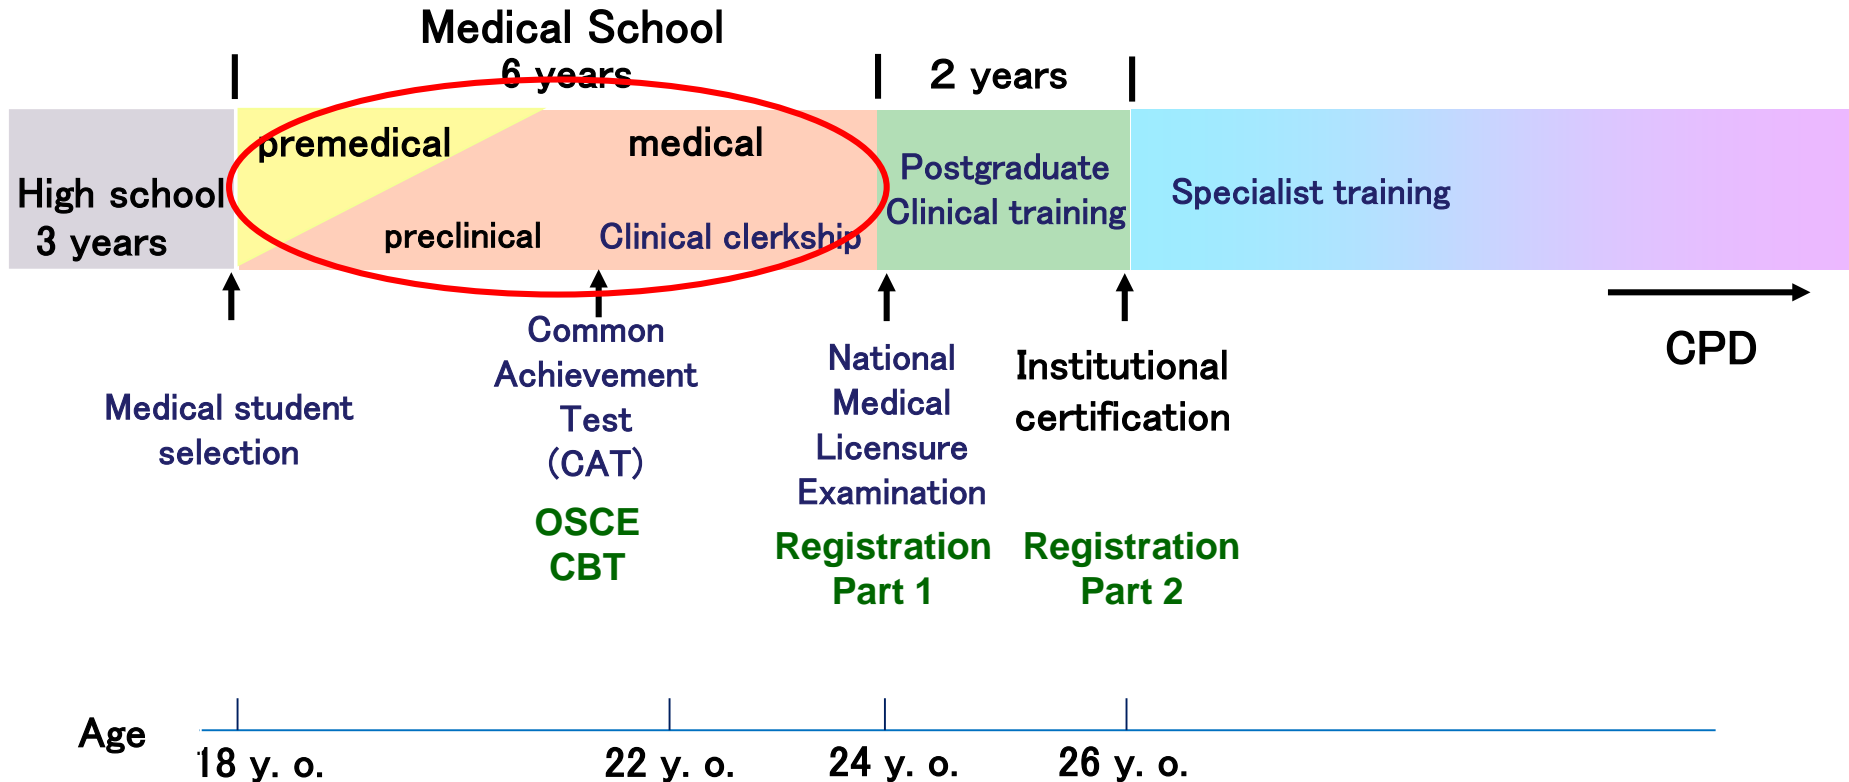 Medical School
6 years
2 years
premedical
medical
High school
3 years
preclinical
Clinical clerkship
Postgraduate
Clinical training
Specialist training
Medical student
selection
Common
Achievement
Test
(CAT)
OSCE
CBT
National
Medical
Licensure
Examination
Registration
Part 1
Institutional
certification
Registration
Part 2
CPD
Age
18 y. o.
22 y. o.
24 y. o.
26 y. o.